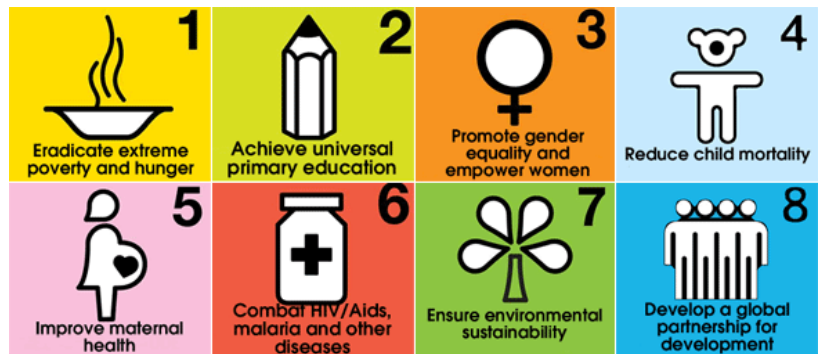 1
Eradicate extreme
poverty and hunger
2
Achieve universal
primary education
3
Promote gender
equality and
empower women
4
Reduce child mortality
5
Improve maternal
health
6
Combat HIV/Aids,
malaria and other
diseases
7
Ensure environmental
sustainability
8
Develop a global
partnership for
development